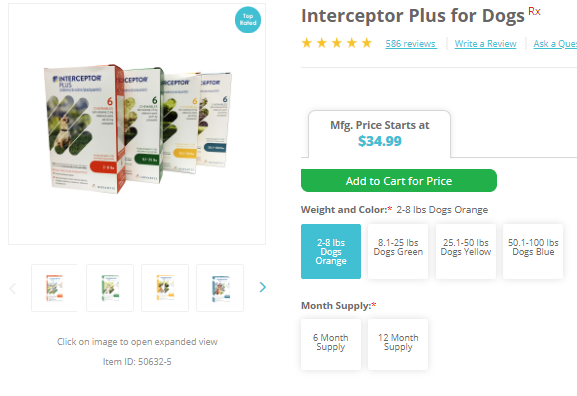 Interceptor Plus for Dogs Rx
Top
Rated
586 reviews
Write a Review
Ask a Ques
INTERCEPTOR
PLUS
6
6
6
Mfg. Price Starts at
$34.99
Add to Cart for Price
Weight and Color:* 2-8 lbs Dogs Orange
2-8 lbs
Dogs
Orange
8.1-25 lbs
Dogs Green
25.1-50 lbs
Dogs Yellow
50.1-100 lbs
Dogs Blue
Month Supply:*
6 Month
Supply
12 Month
Supply
Click on image to open expanded view
Item ID: 50632-5